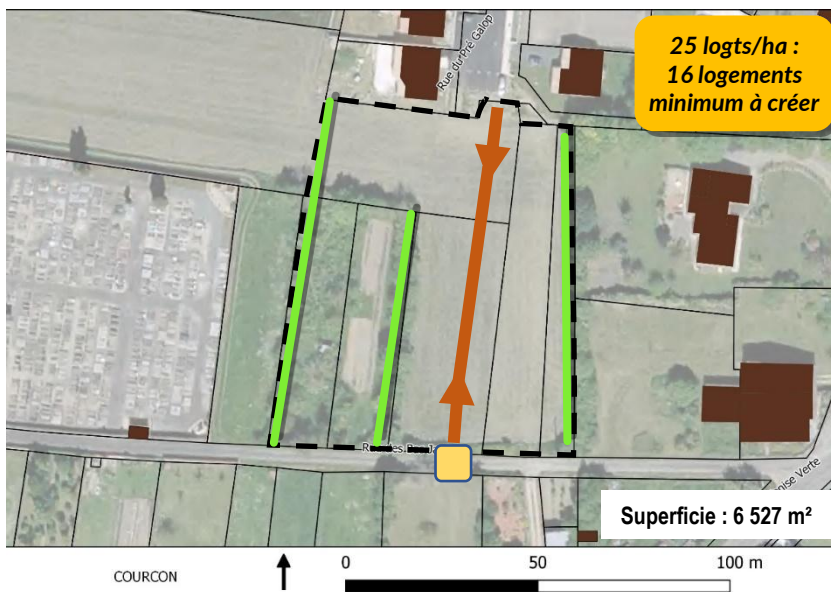 Rue du Pré Galop
25 logts/ha :
16 logements
minimum à créer
Verte
Superficie : 6 527 m²
COURCON
0
50
100 m